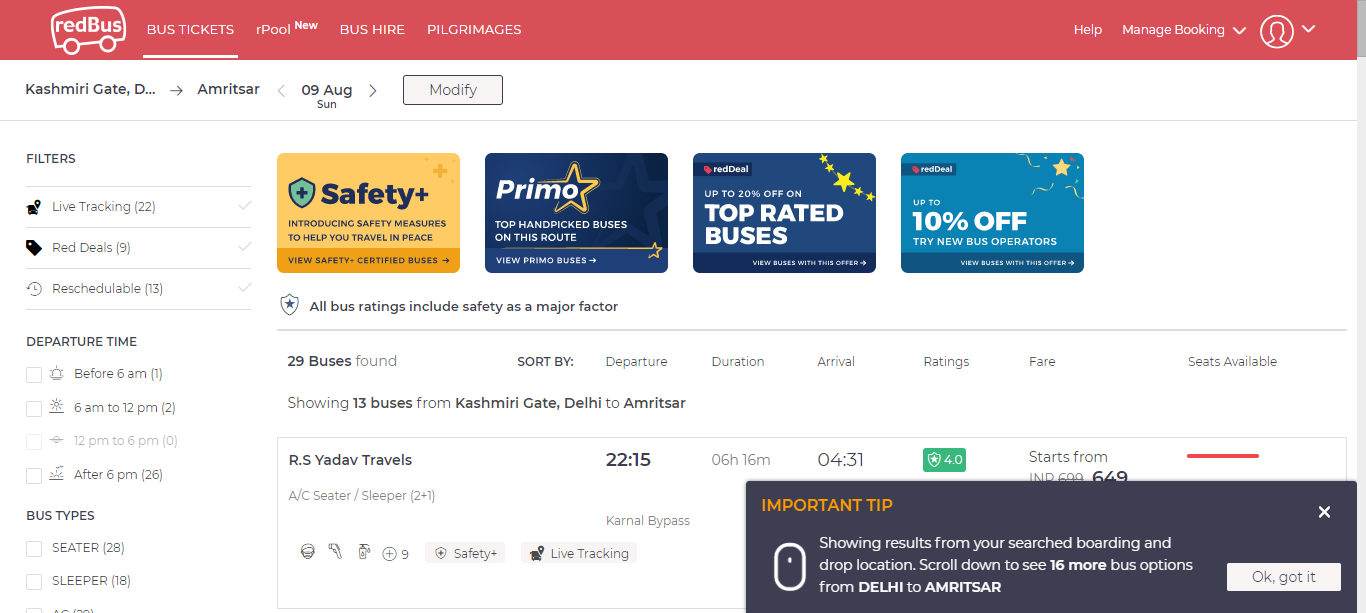 redBus
BUS TICKETS
rPool New
BUS HIRE
PILGRIMAGES
Help
Manage Booking
Kashmiri Gate, D... → Amritsar
09 Aug
Sun
Modify
FILTERS
Live Tracking (22)
Red Deals (9)
Reschedulable (13)
DEPARTURE TIME
Before 6 am (1)
6 am to 12 pm (2)
12 pm to 6 pm (0)
After 6 pm (26)
BUS TYPES
SEATER (28)
SLEEPER (18)
Safety+
INTRODUCING SAFETY MEASURES
TO HELP YOU TRAVEL IN PEACE
VIEW SAFETY+ CERTIFIED BUSES →
Primo
TOP HANDPICKED BUSES
ON THIS ROUTE
VIEW PRIMO BUSES →
redDeal
UP TO 20% OFF ON
TOP RATED
BUSES
VIEW BUSES WITH THIS OFFER →
redDeal
UP TO
10% OFF
TRY NEW BUS OPERATORS
VIEW BUSES WITH THIS OFFER →
All bus ratings include safety as a major factor
29 Buses found
SORT BY:
Departure
Duration
Arrival
Ratings
Fare
Seats Available
Showing 13 buses from Kashmiri Gate, Delhi to Amritsar
R.S Yadav Travels
22:15
06h 16m
04:31
4.0
Starts from
INR 699 649
A/C Seater / Sleeper (2+1)
Karnal Bypass
9
Safety+
Live Tracking
IMPORTANT TIP
Showing results from your searched boarding and
drop location. Scroll down to see 16 more bus options
from DELHI to AMRITSAR
Ok, got it